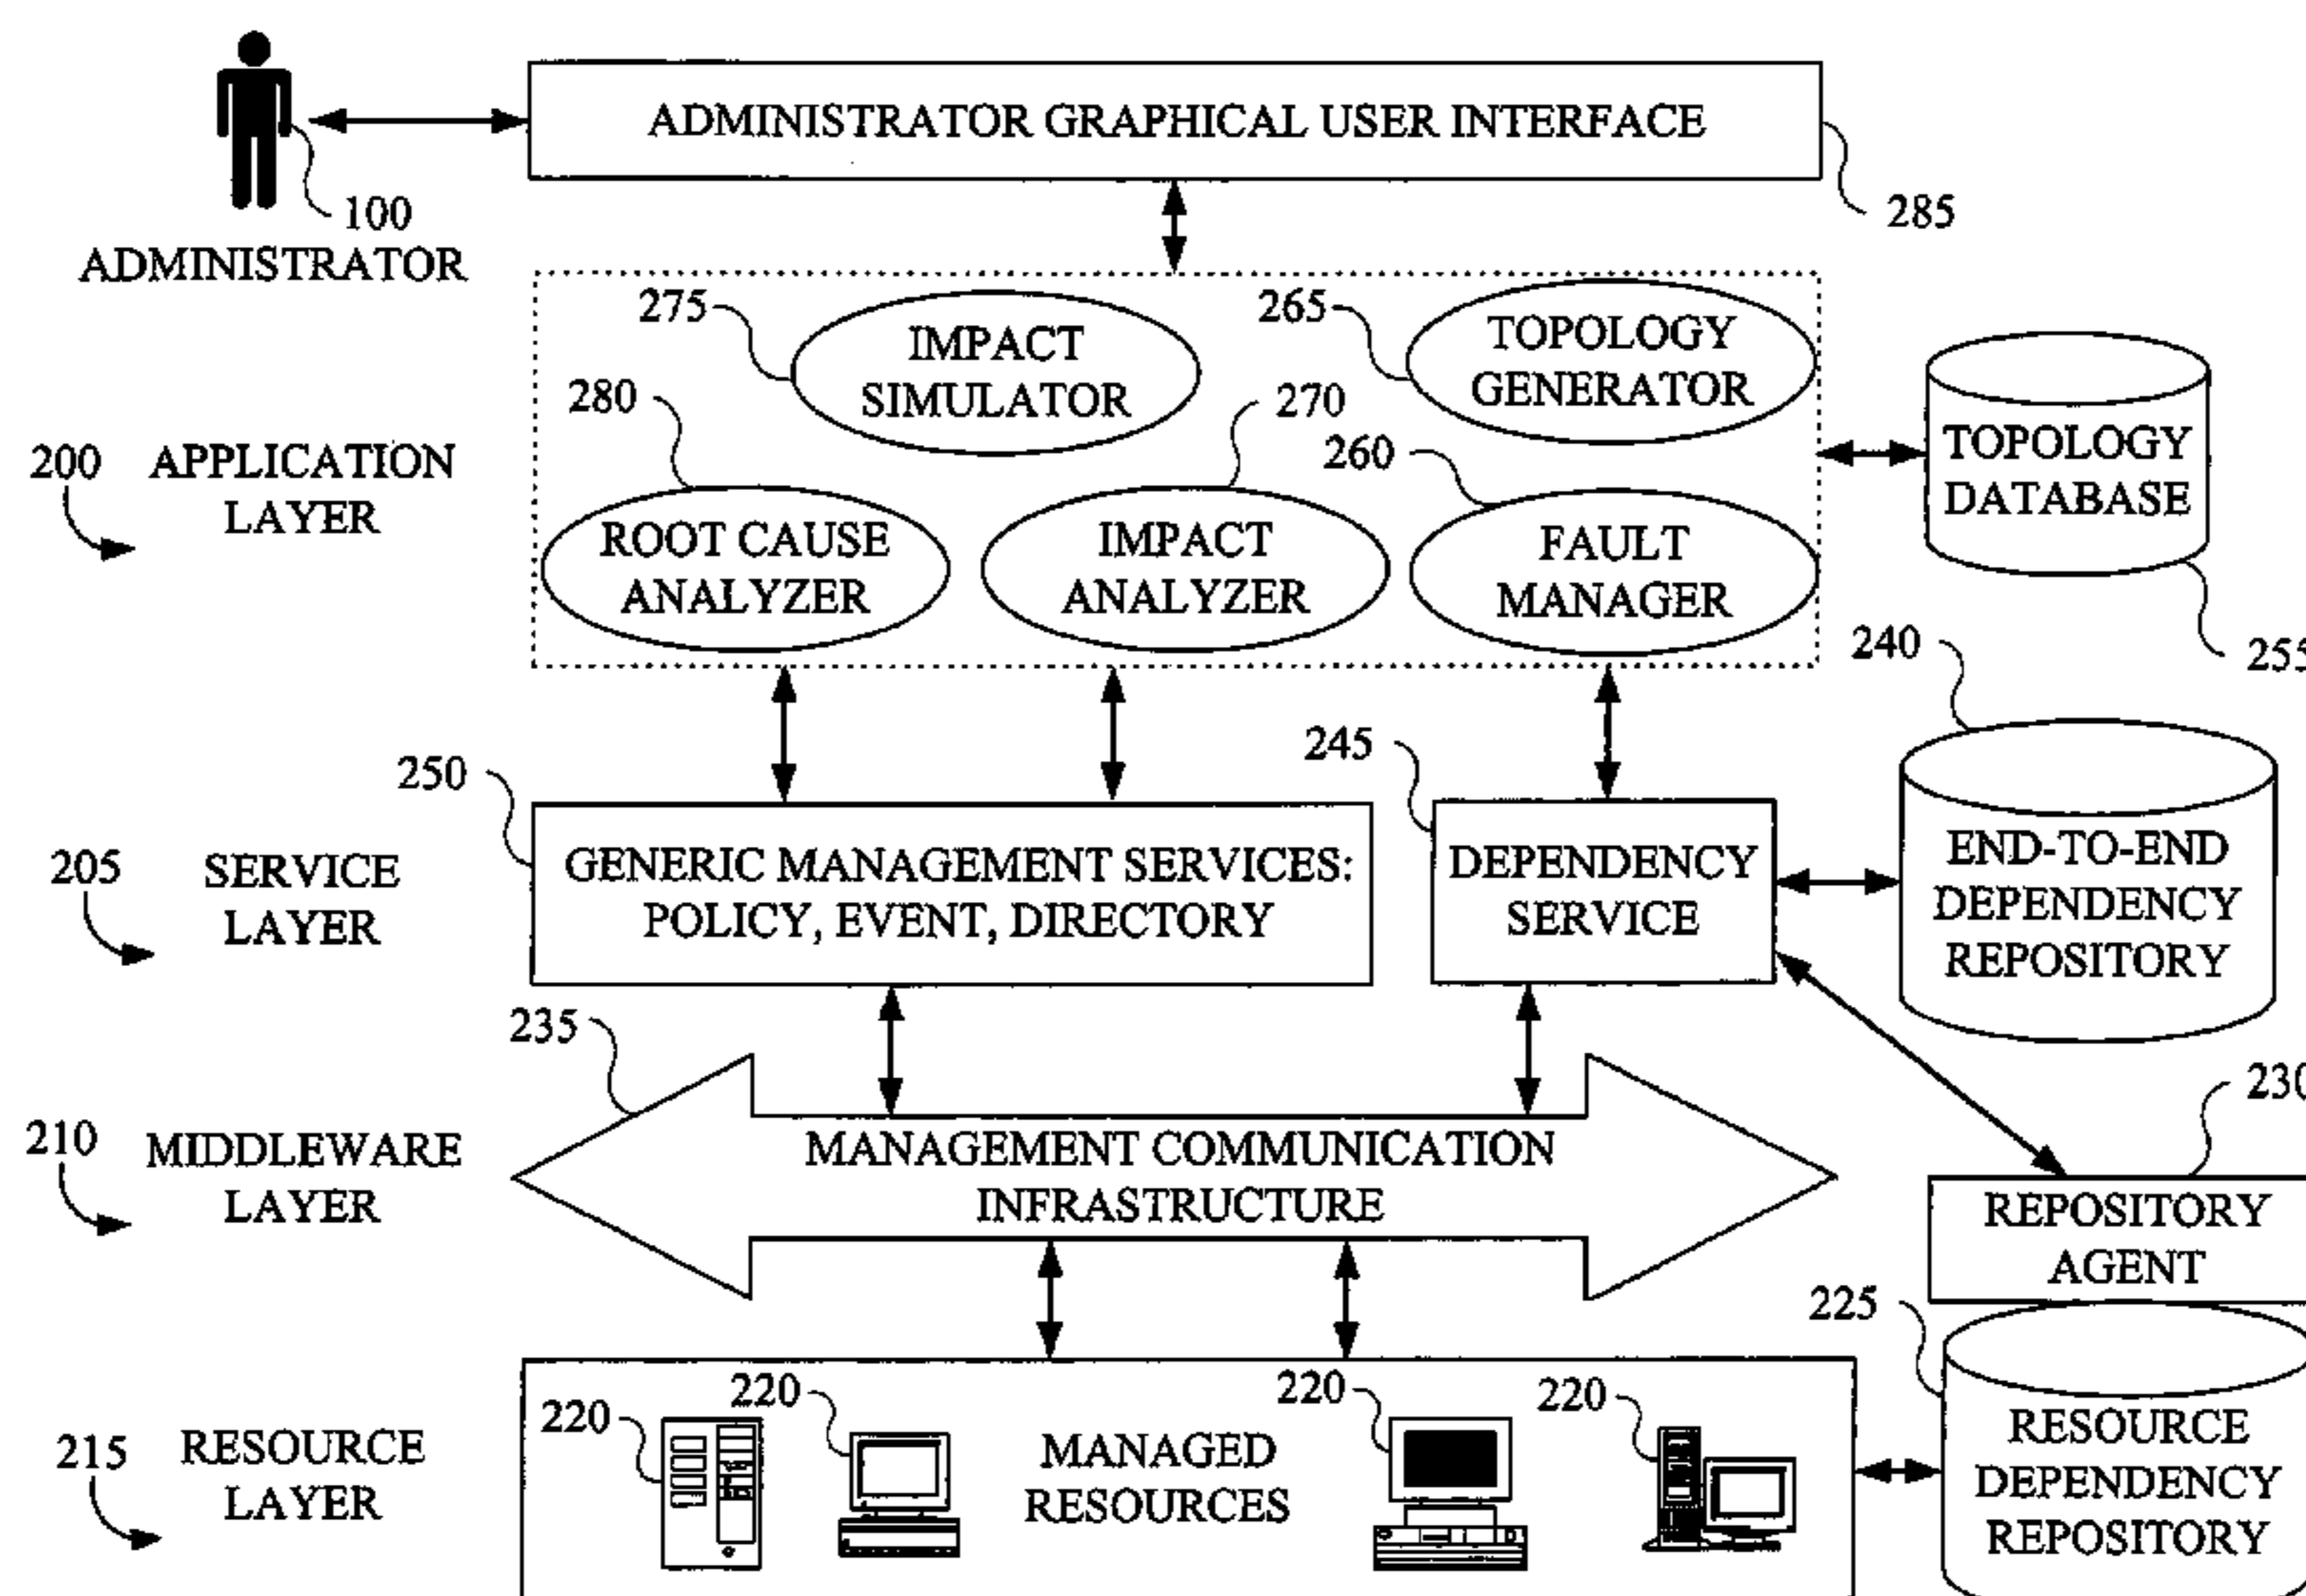 ADMINISTRATOR GRAPHICAL USER INTERFACE
100
285
ADMINISTRATOR
275
IMPACT
SIMULATOR
265
TOPOLOGY
GENERATOR
280
270
260
200
APPLICATION
LAYER
ROOT CAUSE
ANALYZER
IMPACT
ANALYZER
FAULT
MANAGER
TOPOLOGY
DATABASE
255
240
250
245
205
SERVICE
LAYER
GENERIC MANAGEMENT SERVICES:
POLICY, EVENT, DIRECTORY
DEPENDENCY
SERVICE
END-TO-END
DEPENDENCY
REPOSITORY
235
230
210
MIDDLEWARE
LAYER
MANAGEMENT COMMUNICATION
INFRASTRUCTURE
REPOSITORY
AGENT
225
215
RESOURCE
LAYER
220
220
MANAGED
RESOURCES
220
220
RESOURCE
DEPENDENCY
REPOSITORY